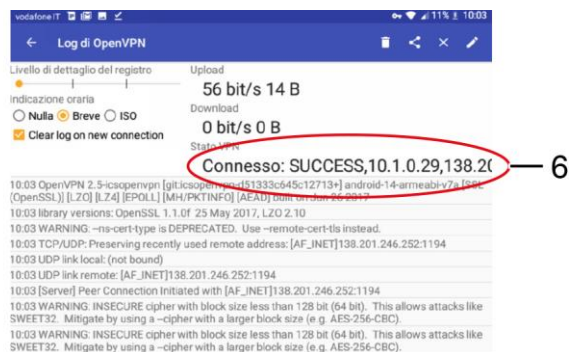 vodafone IT 11% 10:03
Log di OpenVPN
Livello di dettaglio del registro
Upload
56 bit/s 14 B
Indicazione oraria
Download
Nulla Breve ISO
0 bit/s 0 B
Clear log on new connection
Stato VPN
Connesso: SUCCESS,10.1.0.29,138.20
6
10:03 OpenVPN 2.5-icsopenvpn [git:icsopenvpn-d51333c645c12713+] android-14-armeabi-v7a [SSL
(OpenSSL)] [LZO] [LZ4] [EPOLL] [MH/PKTINFO] [AEAD] built on Jun 26 2017
10:03 library versions: OpenSSL 1.1.0f 25 May 2017, LZO 2.10
10:03 WARNING: --ns-cert-type is DEPRECATED. Use --remote-cert-tls instead.
10:03 TCP/UDP: Preserving recently used remote address: [AF_INET]138.201.246.252:1194
10:03 UDP link local: (not bound)
10:03 UDP link remote: [AF_INET]138.201.246.252:1194
10:03 [Server] Peer Connection Initiated with [AF_INET]138.201.246.252:1194
10:03 WARNING: INSECURE cipher with block size less than 128 bit (64 bit). This allows attacks like
SWEET32. Mitigate by using a --cipher with a larger block size (e.g. AES-256-CBC).
10:03 WARNING: INSECURE cipher with block size less than 128 bit (64 bit). This allows attacks like
SWEET32. Mitigate by using a --cipher with a larger block size (e.g. AES-256-CBC).